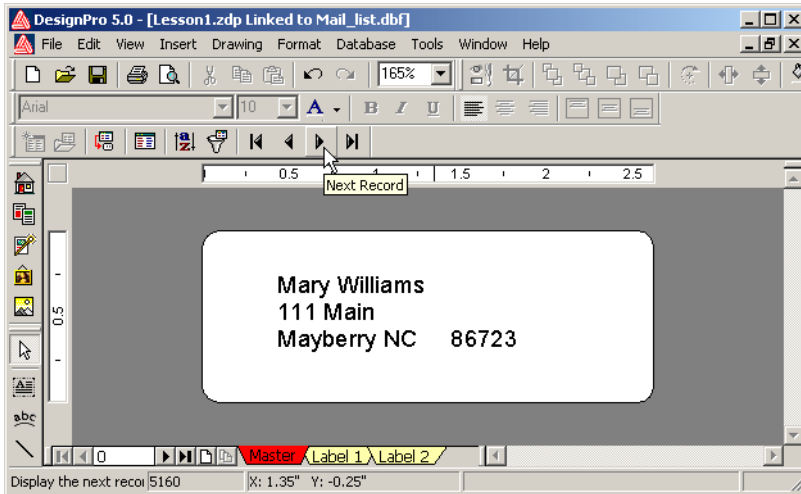 DesignPro 5.0 - [Lesson1.zdp Linked to Mail_list.dbf]
File Edit View Insert Drawing Format Database Tools Window Help
165%
Arial 10 A B I U
0.5 1 1.5 2 2.5
Next Record
0.5
Mary Williams
111 Main
Mayberry NC 86723
abc
0 Master Label 1 Label 2
Display the next recor 5160 X: 1.35" Y: -0.25"